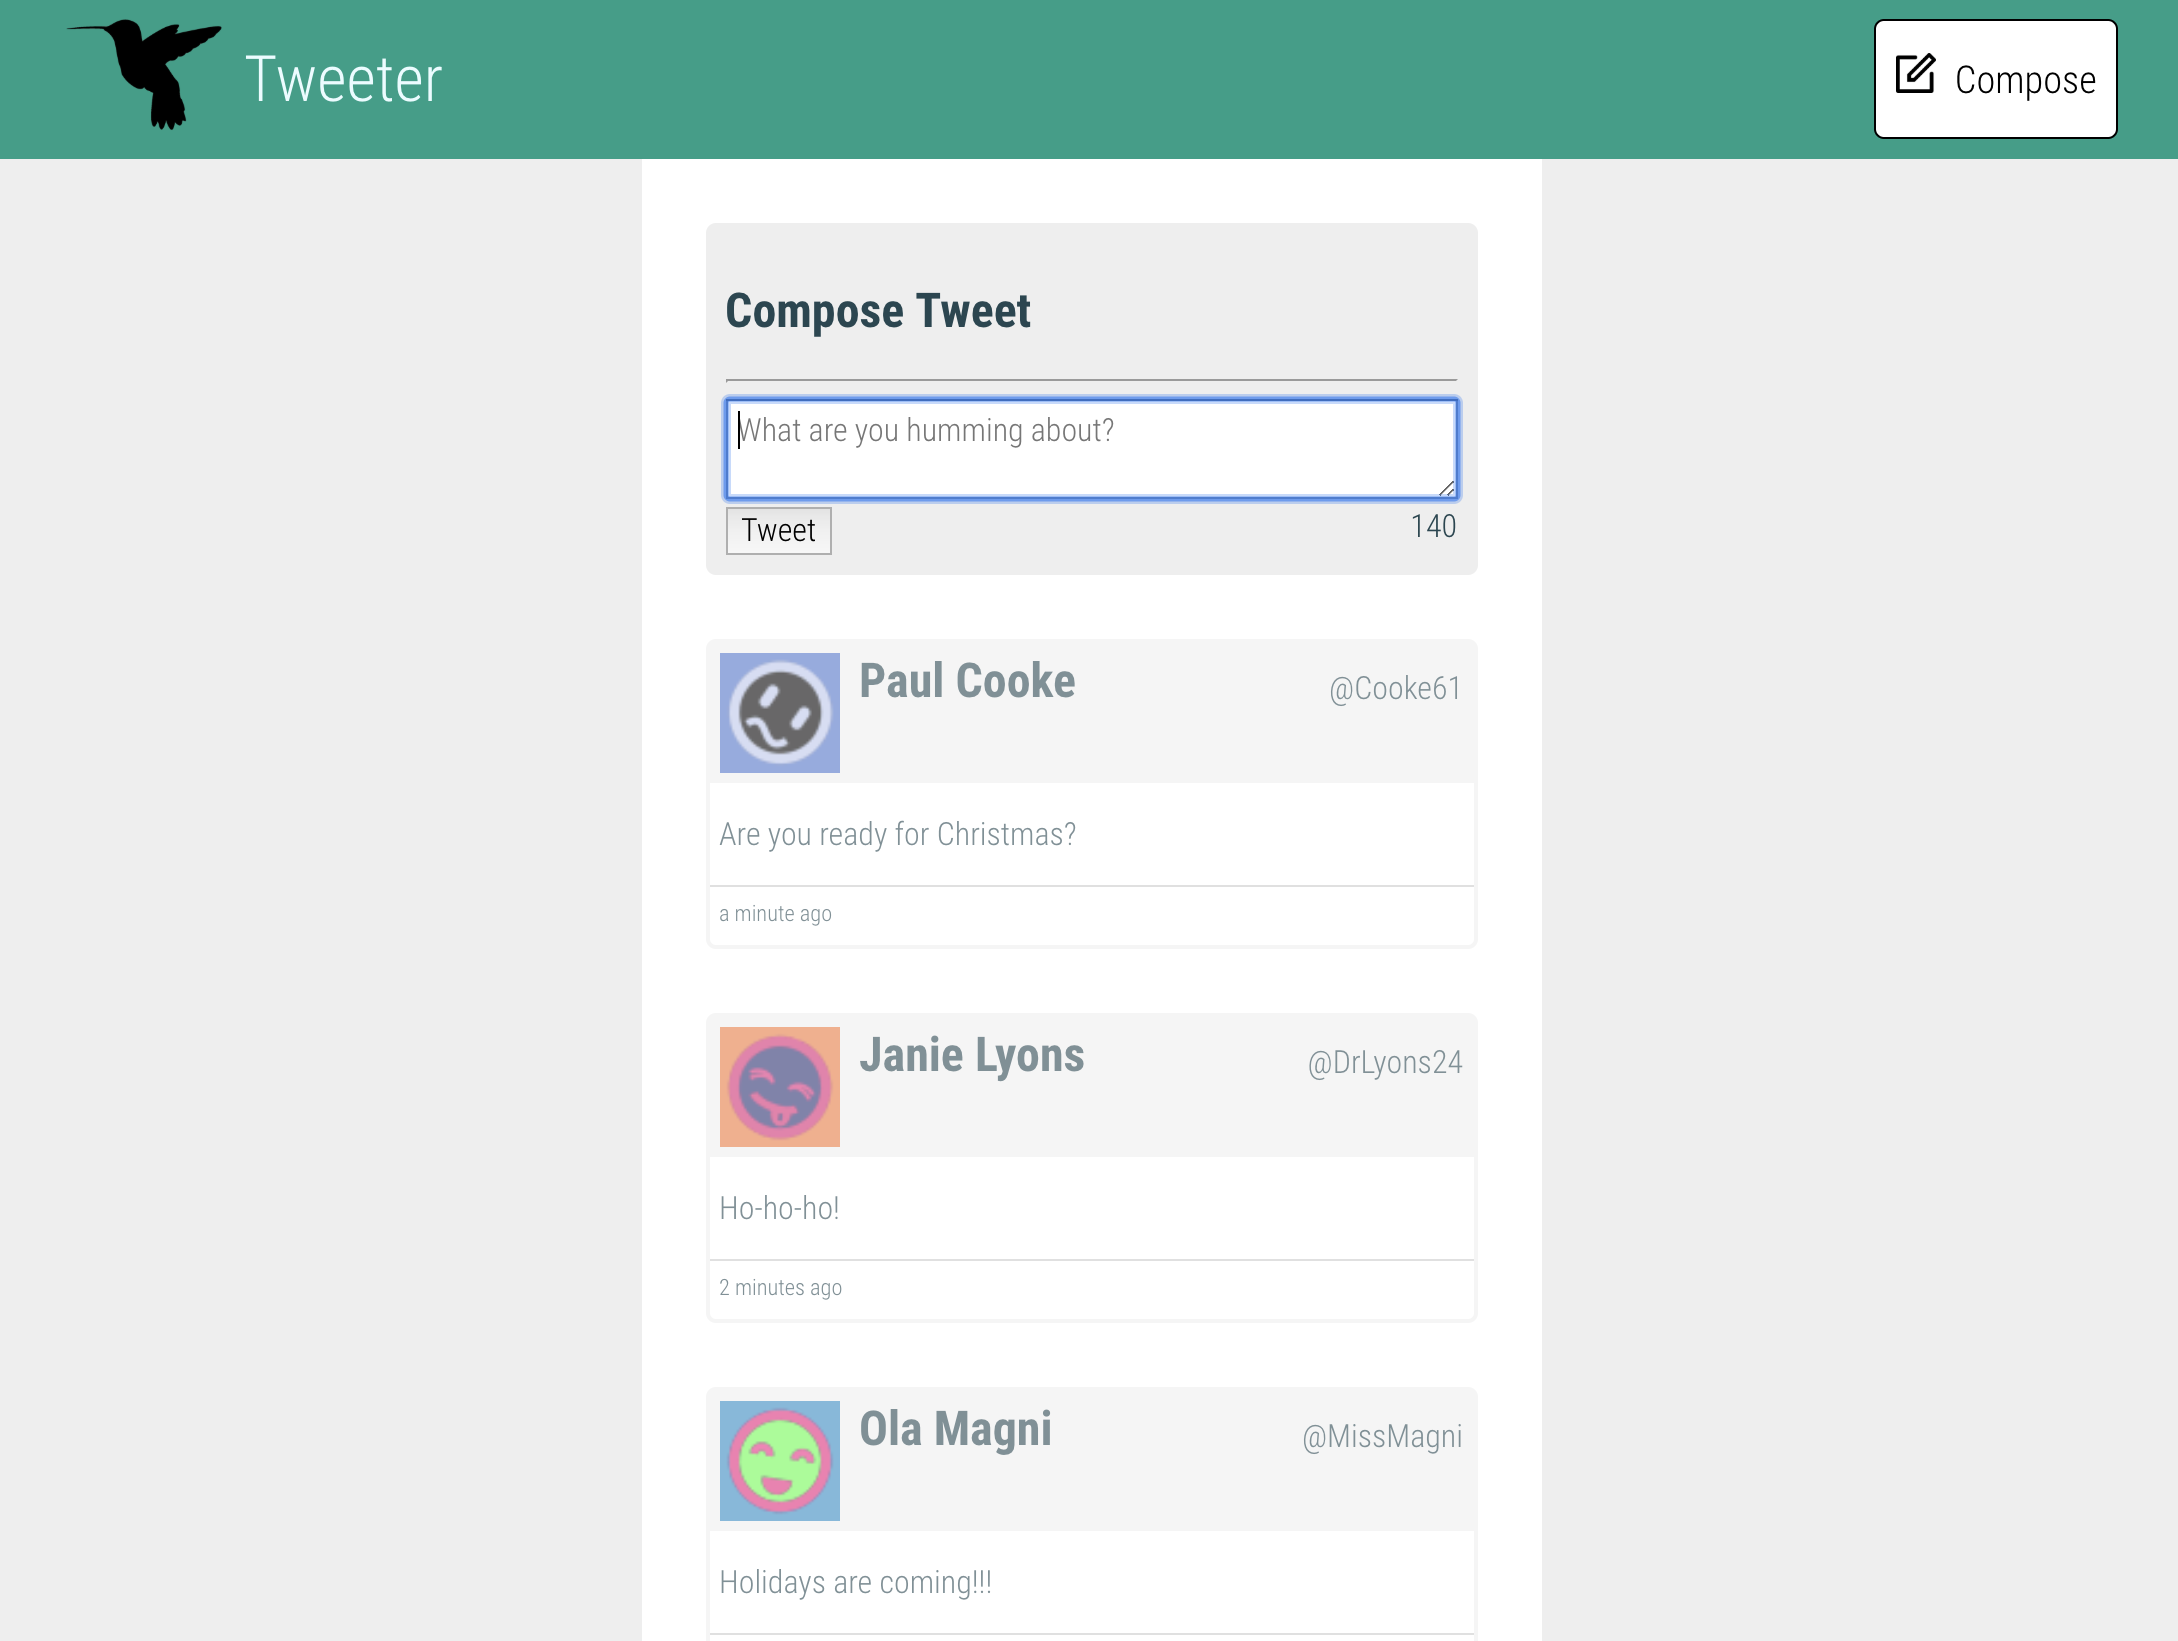 Tweeter
Compose
Compose Tweet
What are you humming about?
Tweet
140
Paul Cooke
@Cooke61
Are you ready for Christmas?
a minute ago
Janie Lyons
@DrLyons24
Ho-ho-ho!
2 minutes ago
Ola Magni
@MissMagni
Holidays are coming!!!